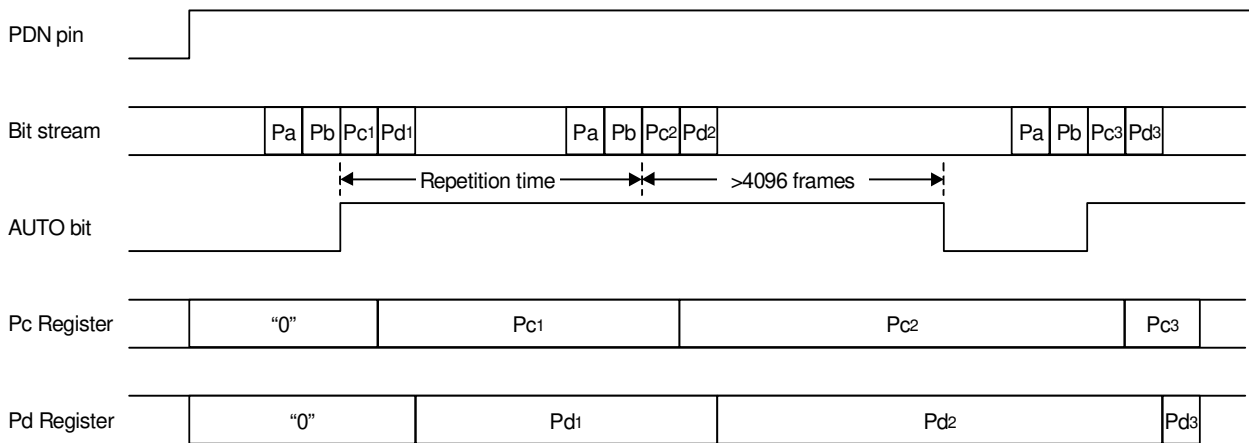 PDN pin
Bit stream Pa Pb Pc1 Pd1 Pa Pb Pc2 Pd2 Pa Pb Pc3 Pd3
Repetition time >4096 frames
AUTO bit
Pc Register “0” Pc1 Pc2 Pc3
Pd Register “0” Pd1 Pd2 Pd3